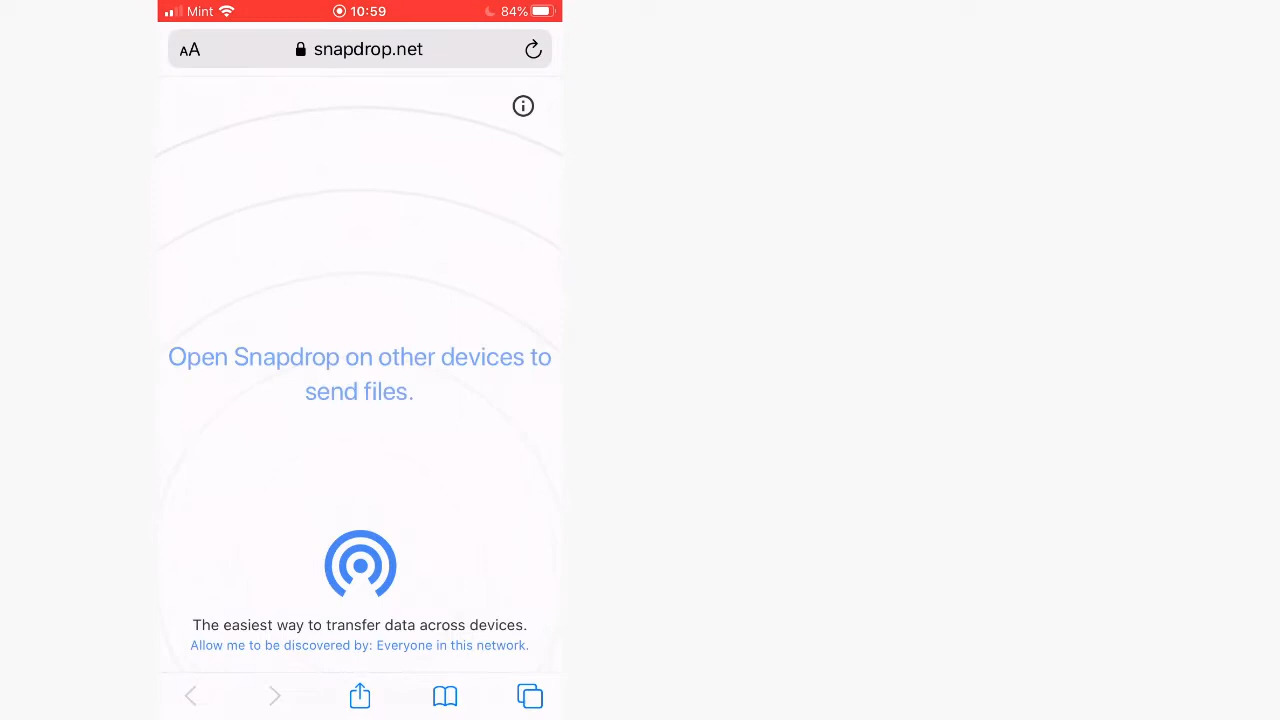 Mint 10:59 84%
AA snapdrop.net
Open Snapdrop on other devices to
send files.
The easiest way to transfer data across devices.
Allow me to be discovered by: Everyone in this network.